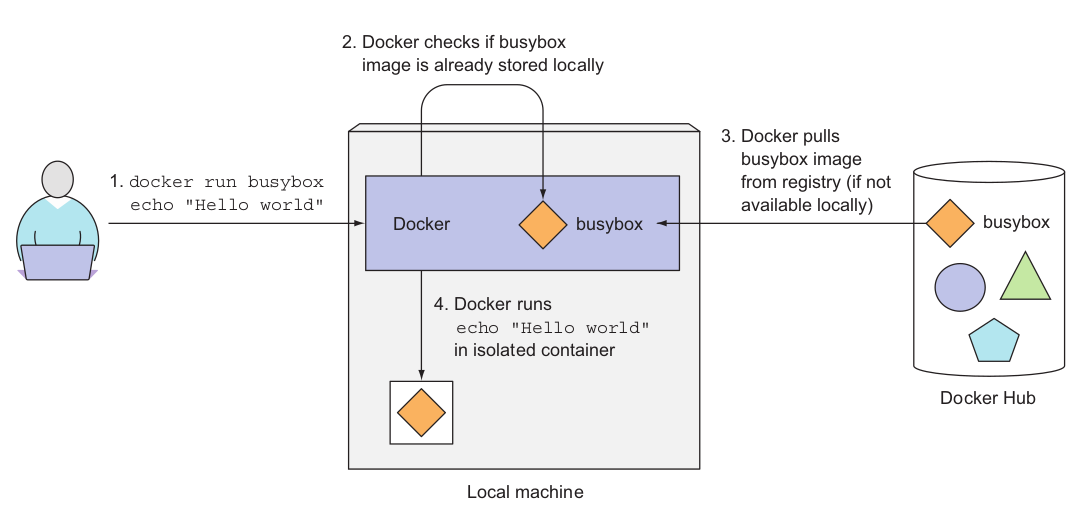 2. Docker checks if busybox
image is already stored locally
1. docker run busybox
echo "Hello world"
3. Docker pulls
busybox image
from registry (if not
available locally)
Docker
busybox
busybox
4. Docker runs
echo "Hello world"
in isolated container
Docker Hub
Local machine